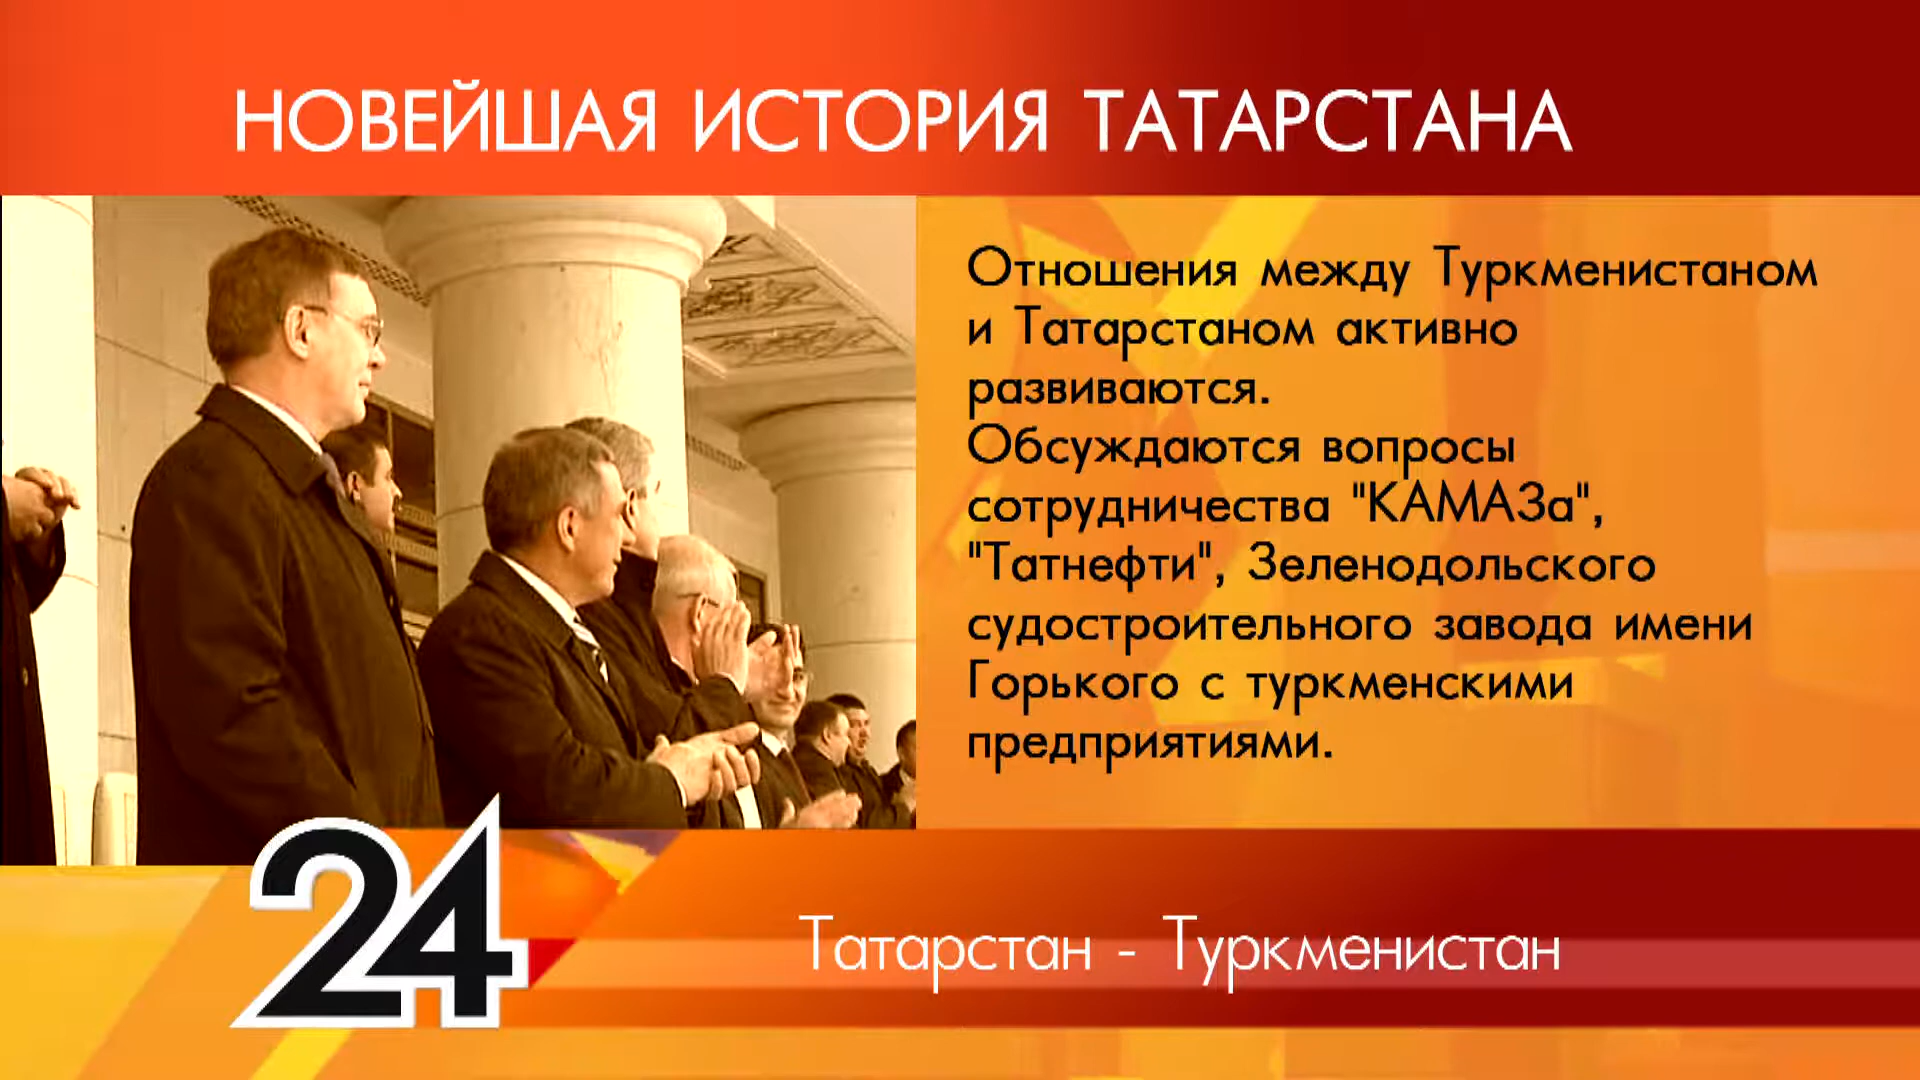 НОВЕЙШАЯ ИСТОРИЯ ТАТАРСТАНА
Отношения между Туркменистаном
и Татарстаном активно
развиваются.
Обсуждаются вопросы
сотрудничества "КАМАЗа",
"Татнефти", Зеленодольского
судостроительного завода имени
Горького с туркменскими
предприятиями.
24
Татарстан - Туркменистан